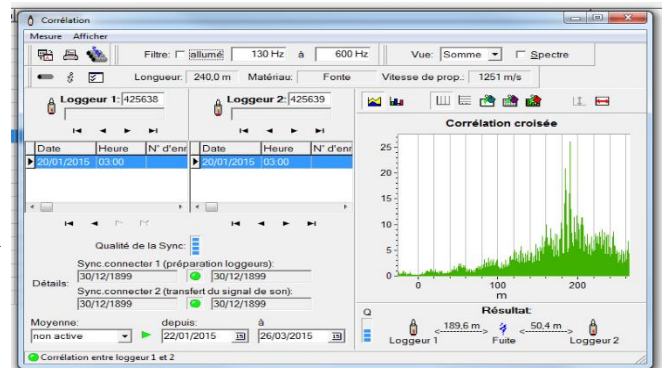 Corrélation
Mesure Afficher
Filtre: allumé 130 Hz à 600 Hz Vue: Somme Spectre
Longueur: 240,0 m Matériau: Fonte Vitesse de prop.: 1251 m/s
Loggeur 1: 425638 Loggeur 2: 425639
Date Heure N° d'enr Date Heure N° d'enr
20/01/2015 03:00 20/01/2015 03:00
Corrélation croisée
25
20
15
10
5
0
0 100 200
m
Qualité de la Sync:
Sync.connecter 1 (préparation loggeurs):
Détails: 30/12/1899 30/12/1899
Sync.connecter 2 (transfert du signal de son):
30/12/1899 30/12/1899
Moyenne: depuis: à
non active 22/01/2015 15 26/03/2015 15
Q Résultat:
189,6 m 50,4 m
Loggeur 1 Fuite Loggeur 2
Corrélation entre loggeur 1 et 2